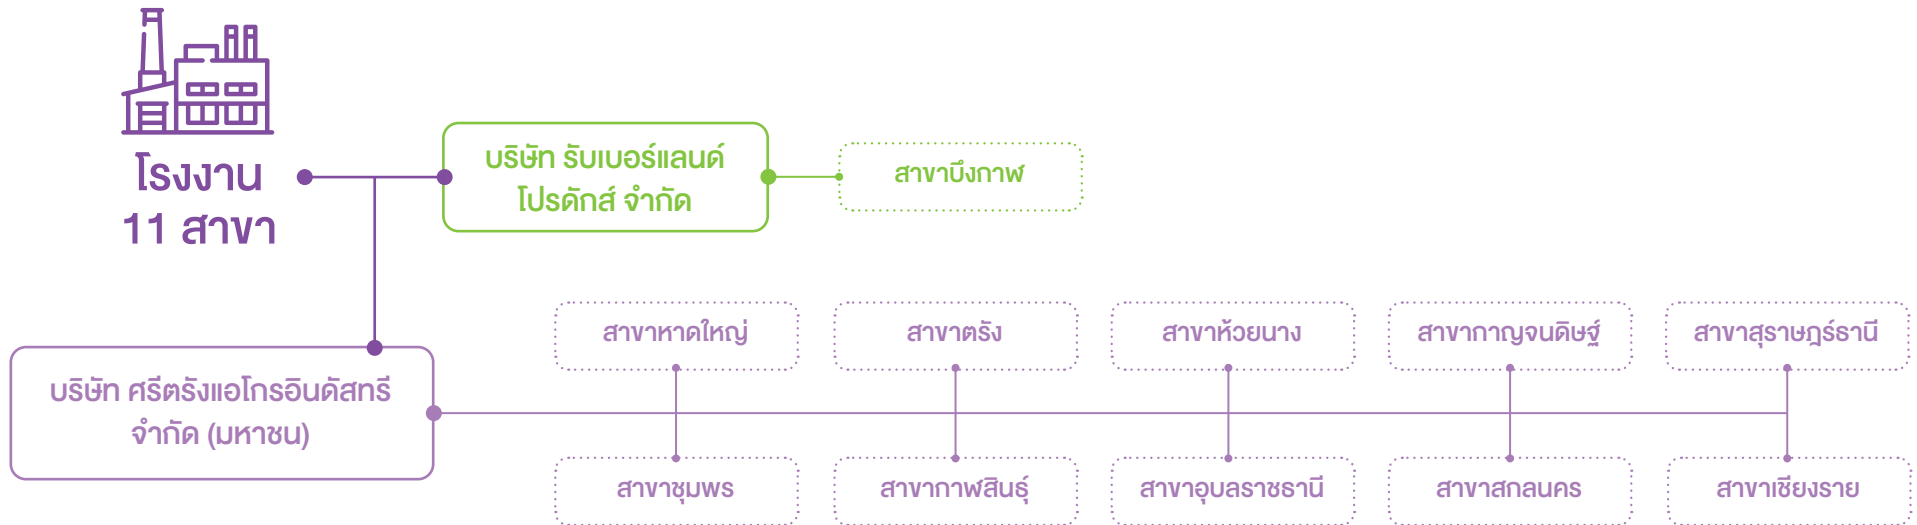 โรงงาน
11 สาขา
บริษัท รับเบอร์แลนด์
โปรดักส์ จำกัด
สาขาบึงกาฬ
บริษัท ศรีตรังแอโกรอินดัสทรี
จำกัด (มหาชน)
สาขาหาดใหญ่
สาขาตรัง
สาขาห้วยนาง
สาขากาญจนดิษฐ์
สาขาสุราษฎร์ธานี
สาขาชุมพร
สาขากาฬสินธุ์
สาขาอุบลราชธานี
สาขาสกลนคร
สาขาเชียงราย